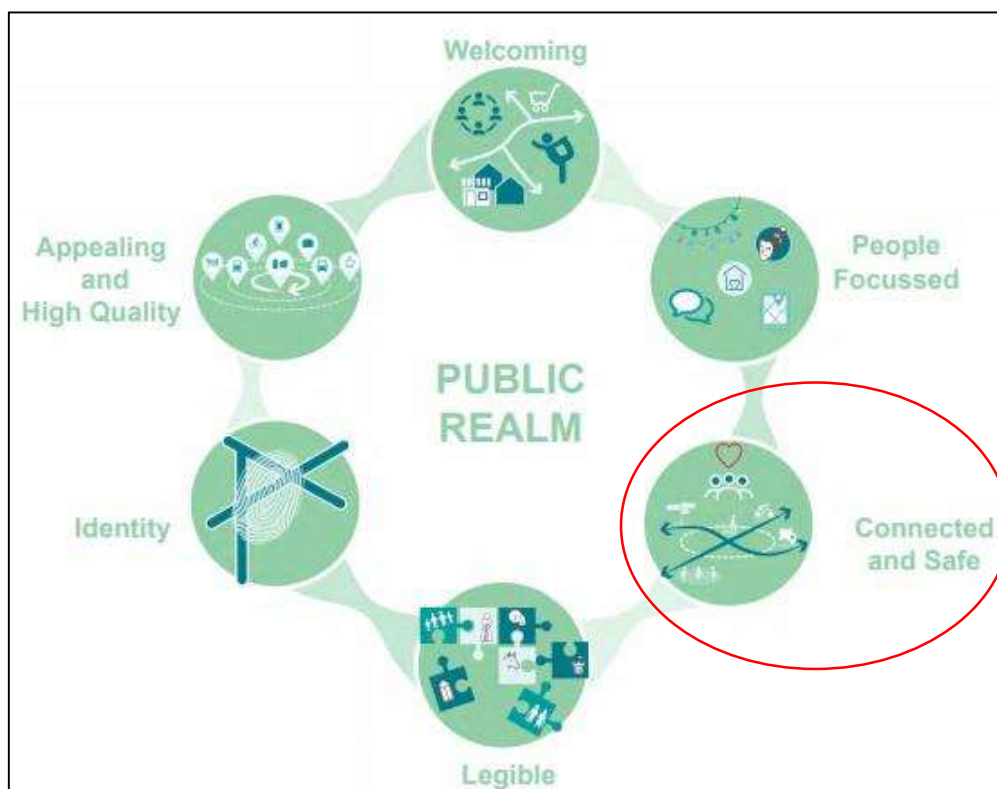 Welcoming
People
Focussed
Connected
and Safe
Legible
Identity
Appealing
and
High Quality
PUBLIC
REALM